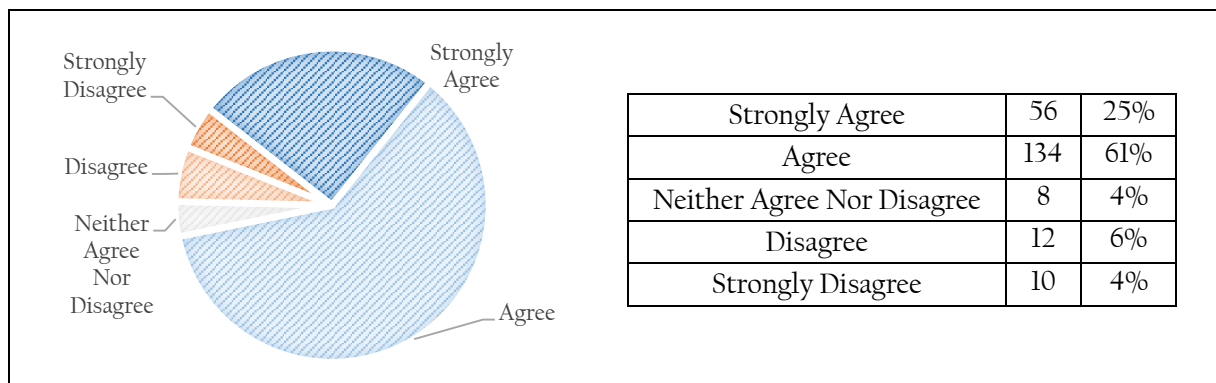 Strongly
Disagree
Strongly
Agree
Disagree
Neither
Agree
Nor
Disagree
Agree
Strongly Agree 56 25%
Agree 134 61%
Neither Agree Nor Disagree 8 4%
Disagree 12 6%
Strongly Disagree 10 4%